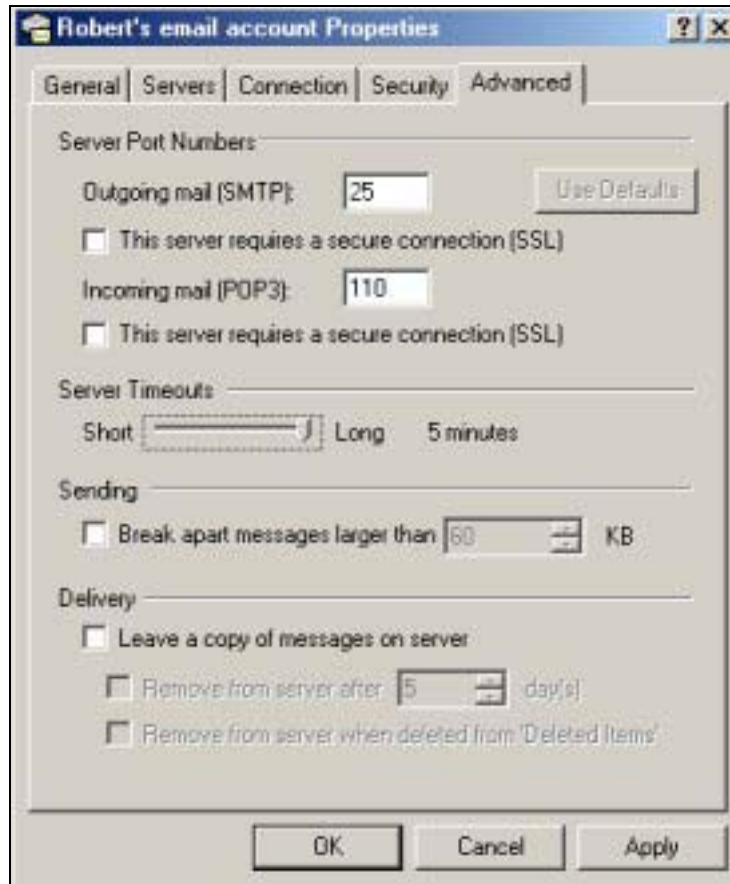 Robert's email account Properties
General Servers Connection Security Advanced
Server Port Numbers
Outgoing mail (SMTP): 25 Use Defaults
This server requires a secure connection (SSL)
Incoming mail (POP3): 110
This server requires a secure connection (SSL)
Server Timeouts
Short Long 5 minutes
Sending
Break apart messages larger than 60 KB
Delivery
Leave a copy of messages on server
Remove from server after 5 day(s)
Remove from server when deleted from 'Deleted Items'
OK Cancel Apply